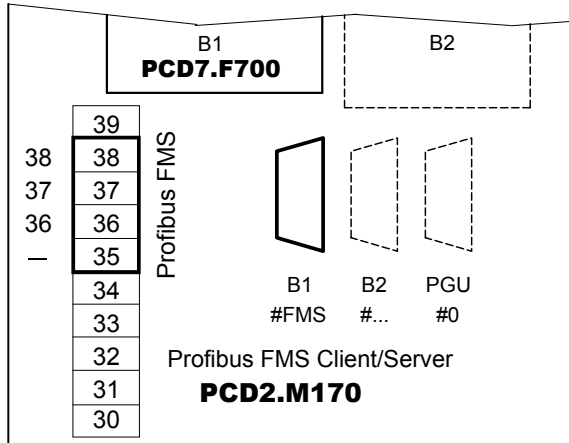 B1 B2
PCD7.F700
39
38 38
37 37
36 36
— 35
34
33
32
31
30
Profibus FMS
B1 B2 PGU
#FMS #... #0
Profibus FMS Client/Server
PCD2.M170